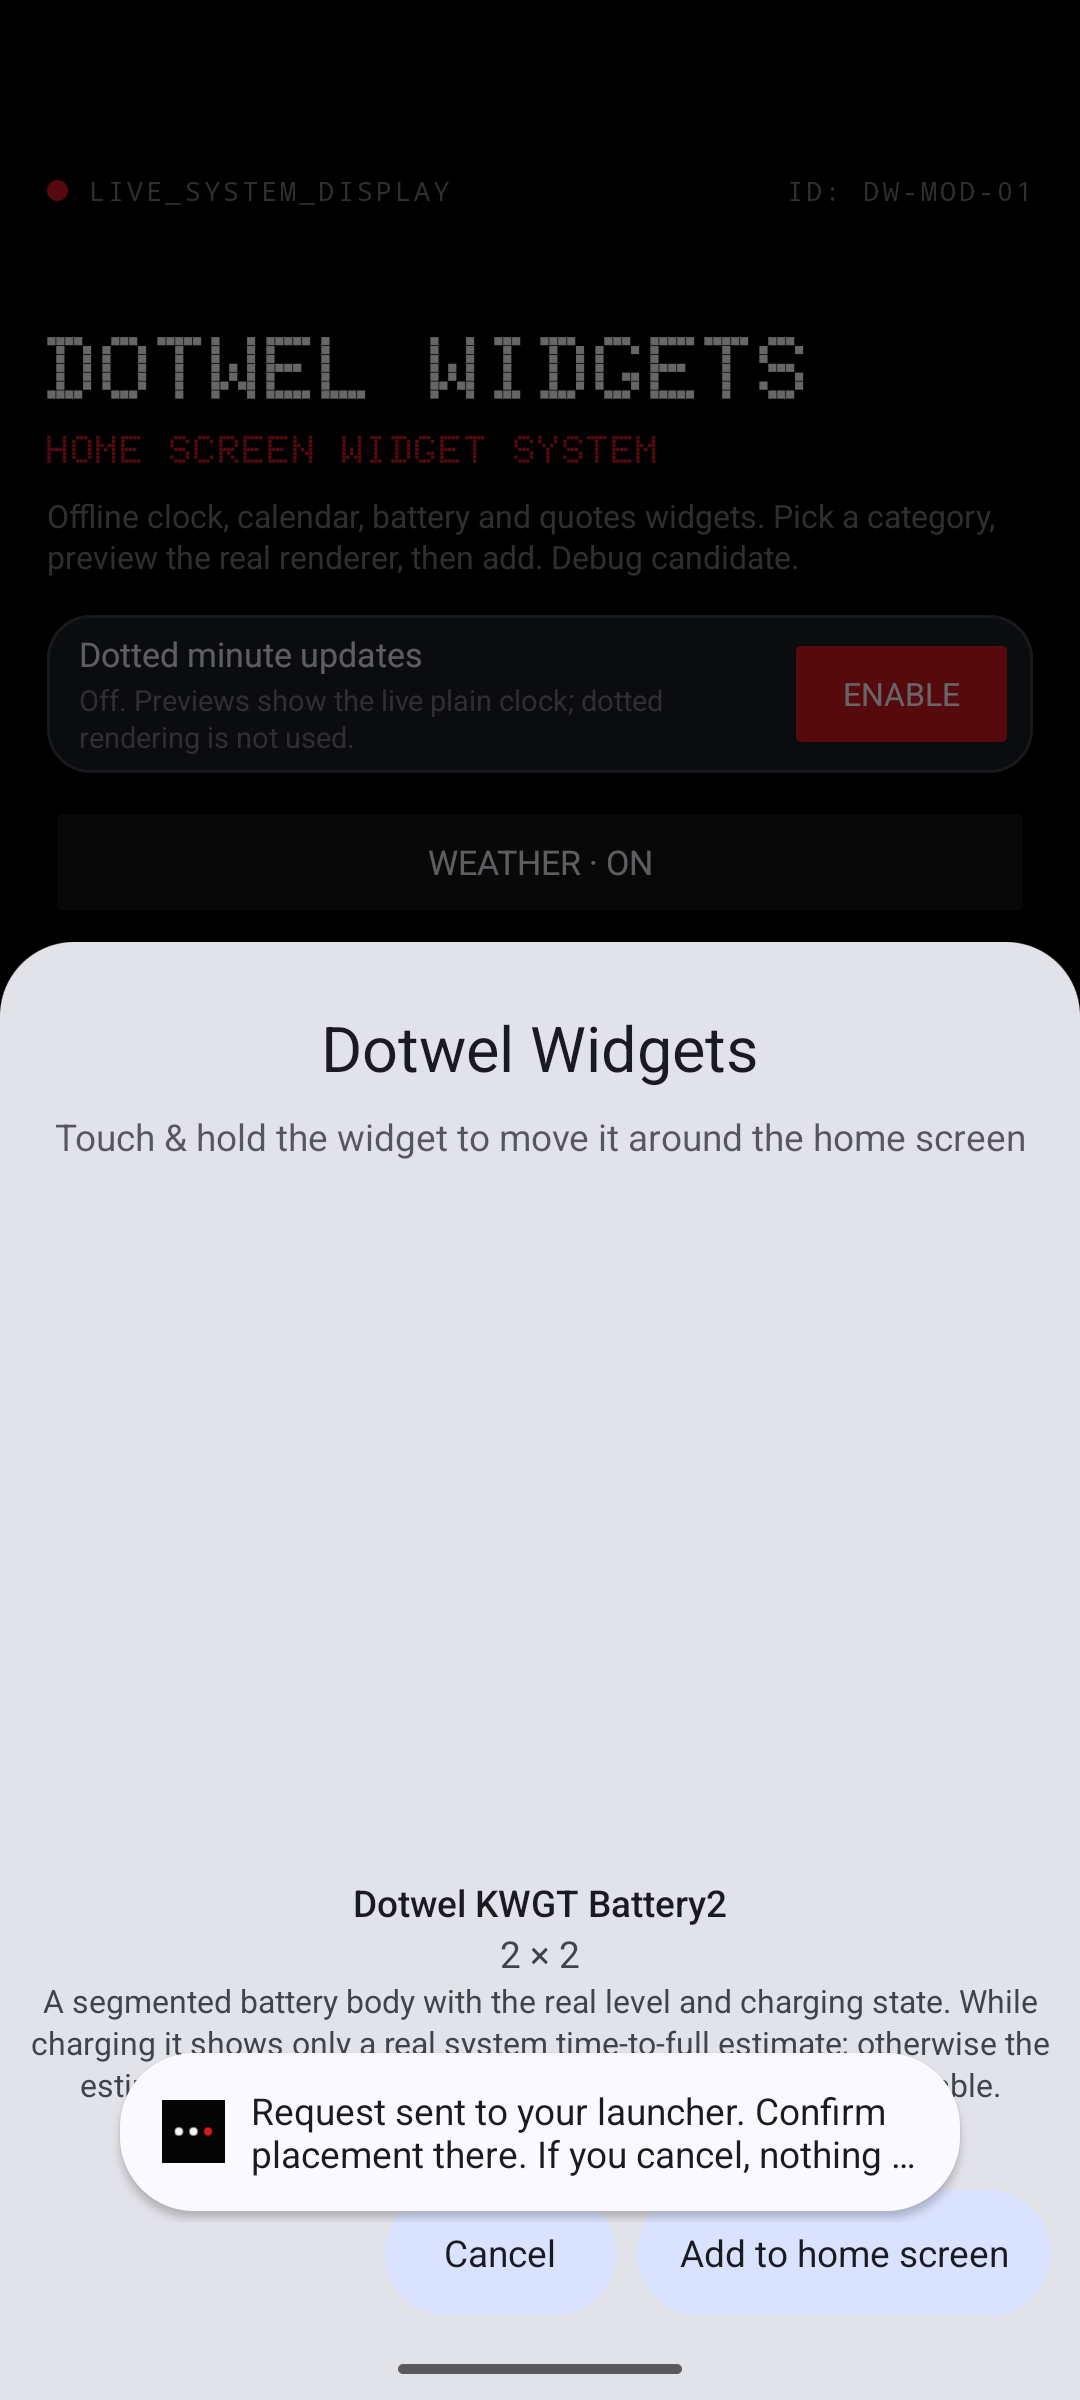 LIVE_SYSTEM_DISPLAY
ID: DW-MOD-01
DOTWEL WIDGETS
HOME SCREEN WIDGET SYSTEM
Offline clock, calendar, battery and quotes widgets. Pick a category,
preview the real renderer, then add. Debug candidate.
Dotted minute updates
Off. Previews show the live plain clock; dotted
rendering is not used.
ENABLE
WEATHER · ON
Dotwel Widgets
Touch & hold the widget to move it around the home screen
Dotwel KWGT Battery2
2 × 2
A segmented battery body with the real level and charging state. While
charging it shows only a real system time-to-full estimate; otherwise the
Request sent to your launcher. Confirm
placement there. If you cancel, nothing ...
Cancel
Add to home screen